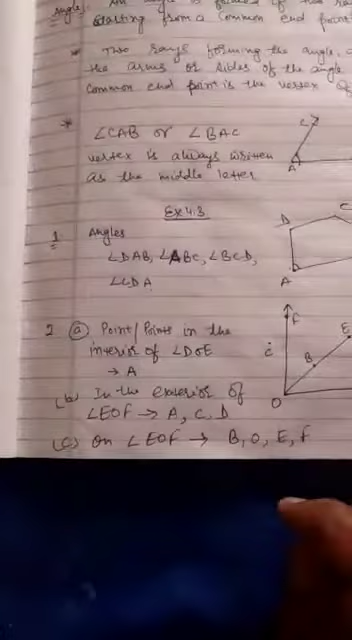 Angle:
starting from a common end point
* Two rays forming the angle,
the arms or sides of the angle
common end point is the vertex
* ∠CAB or ∠BAC
vertex is always written
as the middle letter
C
A
Ex 4.3
1 Angles
∠DAB, ∠ABC, ∠BCD,
∠CDA
D
C
A
2 (a) Point/Points in the
interior of ∠DOE
→ A
(b) In the exterior of
∠EOF → A, C, D
(c) On ∠EOF → B, O, E, F
F
E
C
B
O